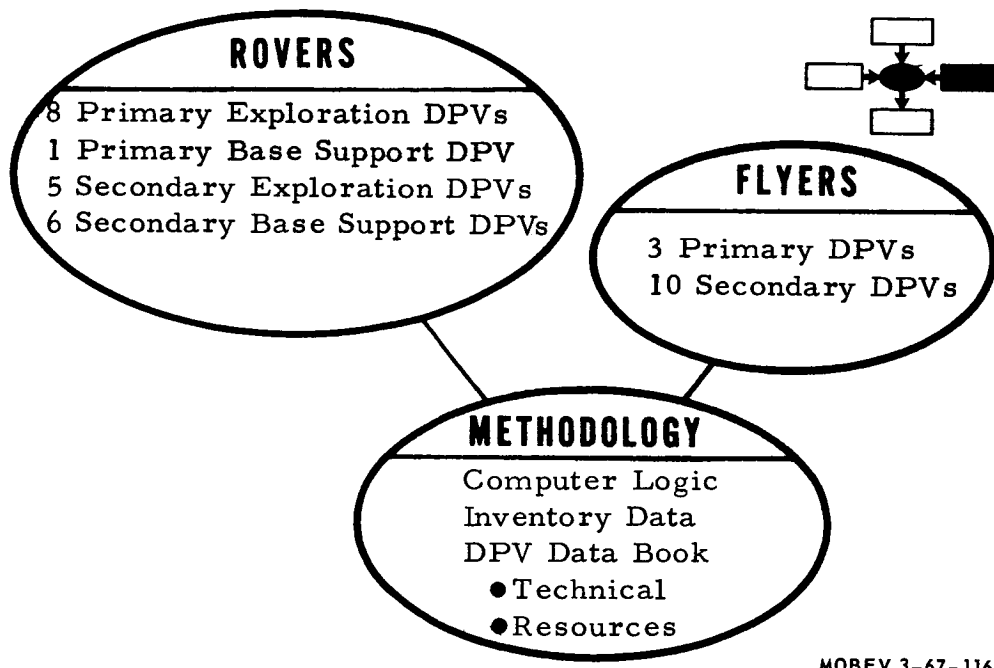 ROVERS
8 Primary Exploration DPVs
1 Primary Base Support DPV
5 Secondary Exploration DPVs
6 Secondary Base Support DPVs
FLYERS
3 Primary DPVs
10 Secondary DPVs
METHODOLOGY
Computer Logic
Inventory Data
DPV Data Book
●Technical
●Resources
MOBEV 3-67-116